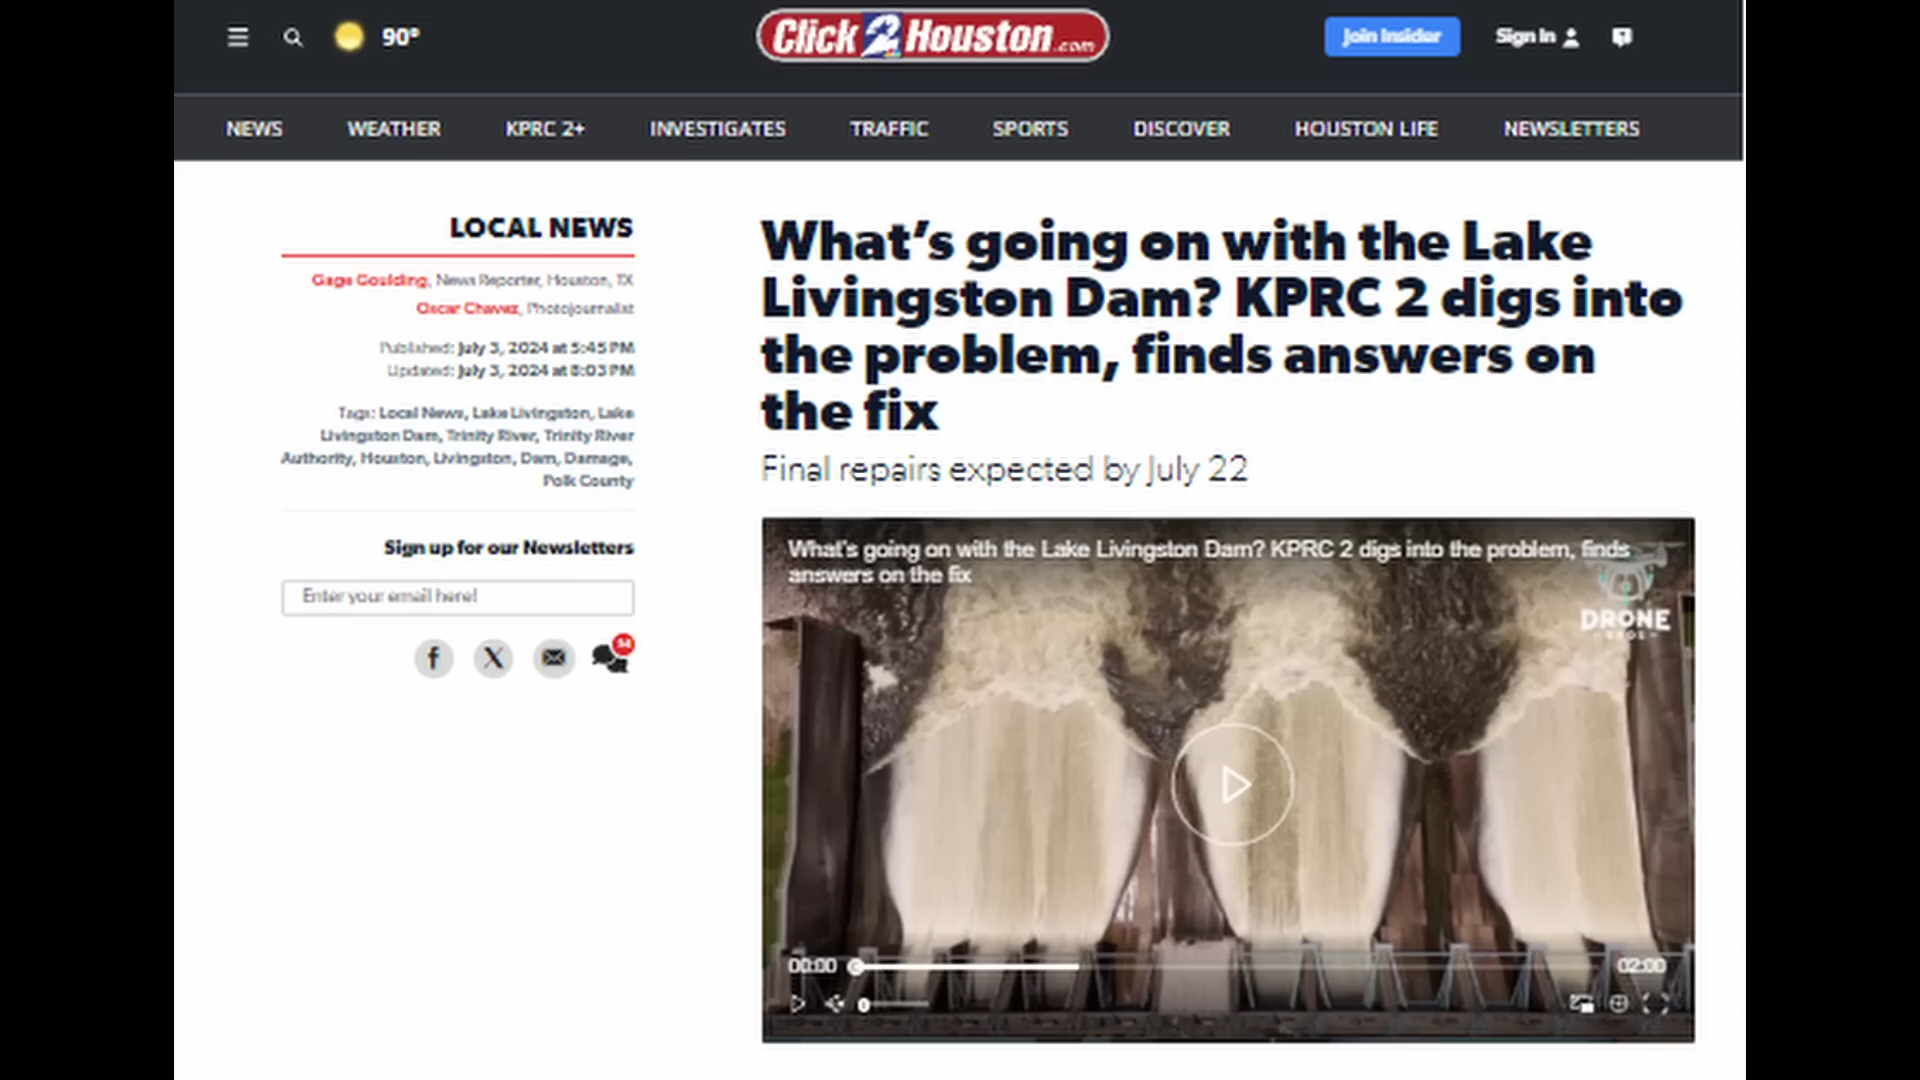 90°
Click 2 Houston.com
Join Insider
Sign In
NEWS WEATHER KPRC 2+ INVESTIGATES TRAFFIC SPORTS DISCOVER HOUSTON LIFE NEWSLETTERS
LOCAL NEWS
Gage Goulding, News Reporter, Houston, TX
Oscar Chavez, Photojournalist
Published: July 3, 2024 at 5:45 PM
Updated: July 3, 2024 at 8:03 PM
Tags: Local News, Lake Livingston, Lake
Livingston Dam, Trinity River, Trinity River
Authority, Houston, Livingston, Dam, Damage,
Polk County
Sign up for our Newsletters
Enter your email here!
What's going on with the Lake
Livingston Dam? KPRC 2 digs into
the problem, finds answers on
the fix
Final repairs expected by July 22
What's going on with the Lake Livingston Dam? KPRC 2 digs into the problem, finds
answers on the fix
DRONE
BROS
00:00
02:00